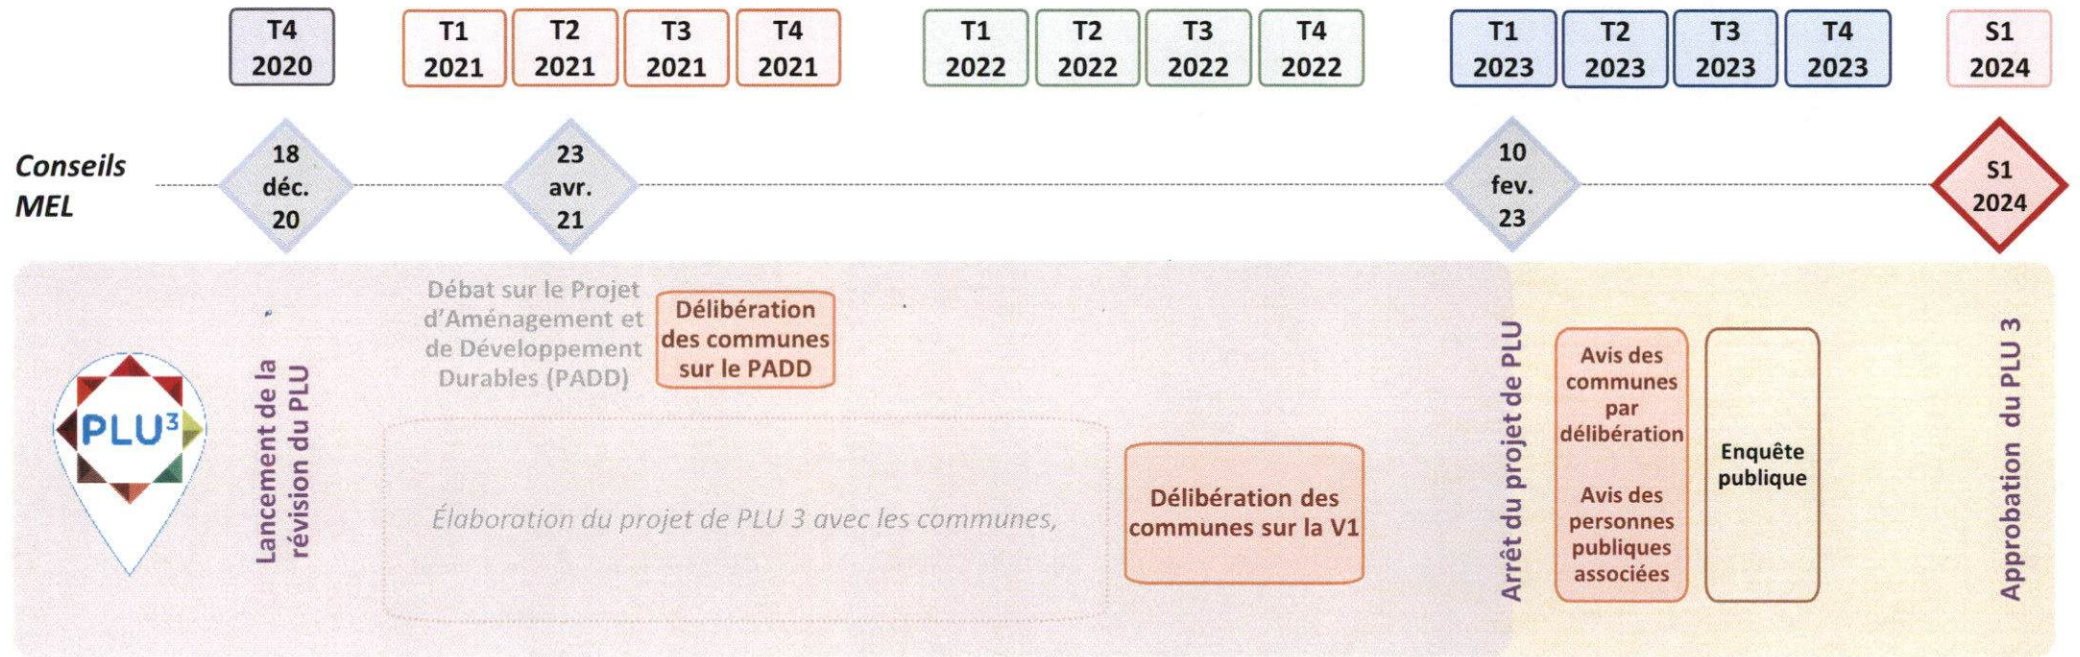 T4
2020
T1
2021
T2
2021
T3
2021
T4
2021
T1
2022
T2
2022
T3
2022
T4
2022
T1
2023
T2
2023
T3
2023
T4
2023
S1
2024
Conseils
MEL
18
déc.
20
23
avr.
21
10
fev.
23
S1
2024
PLU³
Lancement de la
révision du PLU
Débat sur le Projet
d'Aménagement et
de Développement
Durables (PADD)
Délibération
des communes
sur le PADD
Élaboration du projet de PLU 3 avec les communes,
Délibération des
communes sur la V1
Arrêt du projet de PLU
Avis des
communes
par
délibération
Avis des
personnes
publiques
associées
Enquête
publique
Approbation du PLU 3